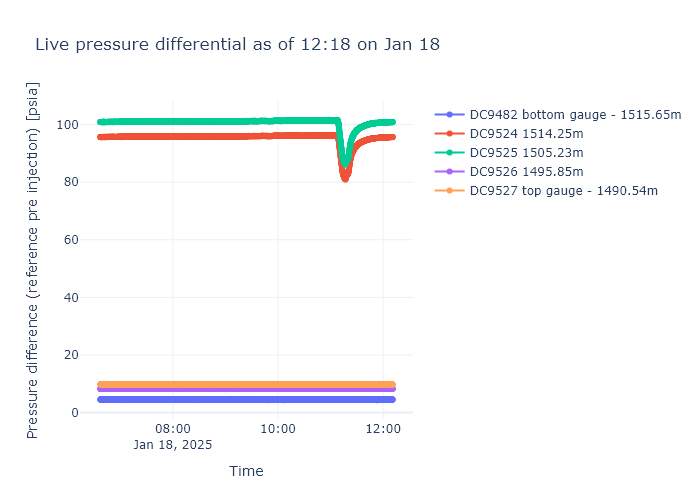 Live pressure differential as of 12:18 on Jan 18
Pressure difference (reference pre injection) [psia]
100
80
60
40
20
0
08:00
Jan 18, 2025
10:00
12:00
Time
DC9482 bottom gauge - 1515.65m
DC9524 1514.25m
DC9525 1505.23m
DC9526 1495.85m
DC9527 top gauge - 1490.54m